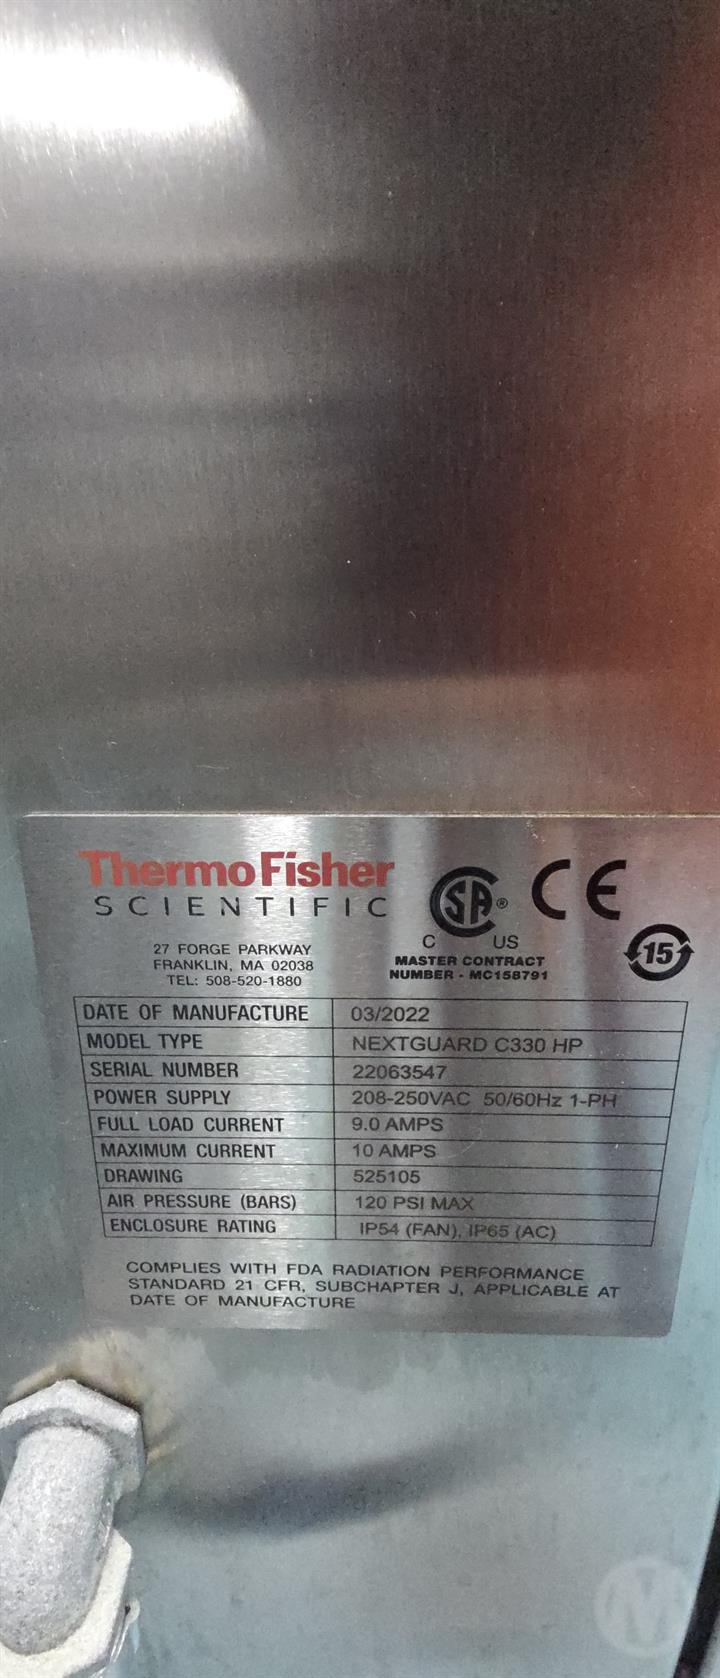 ThermoFisher
SCIENTIFIC
27 FORGE PARKWAY
FRANKLIN, MA 02038
TEL: 508-520-1880
SA®
C US
MASTER CONTRACT
NUMBER - MC158791
CE
15
DATE OF MANUFACTURE 03/2022
MODEL TYPE NEXTGUARD C330 HP
SERIAL NUMBER 22063547
POWER SUPPLY 208-250VAC 50/60Hz 1-PH
FULL LOAD CURRENT 9.0 AMPS
MAXIMUM CURRENT 10 AMPS
DRAWING 525105
AIR PRESSURE (BARS) 120 PSI MAX
ENCLOSURE RATING IP54 (FAN), IP65 (AC)
COMPLIES WITH FDA RADIATION PERFORMANCE
STANDARD 21 CFR, SUBCHAPTER J, APPLICABLE AT
DATE OF MANUFACTURE
M